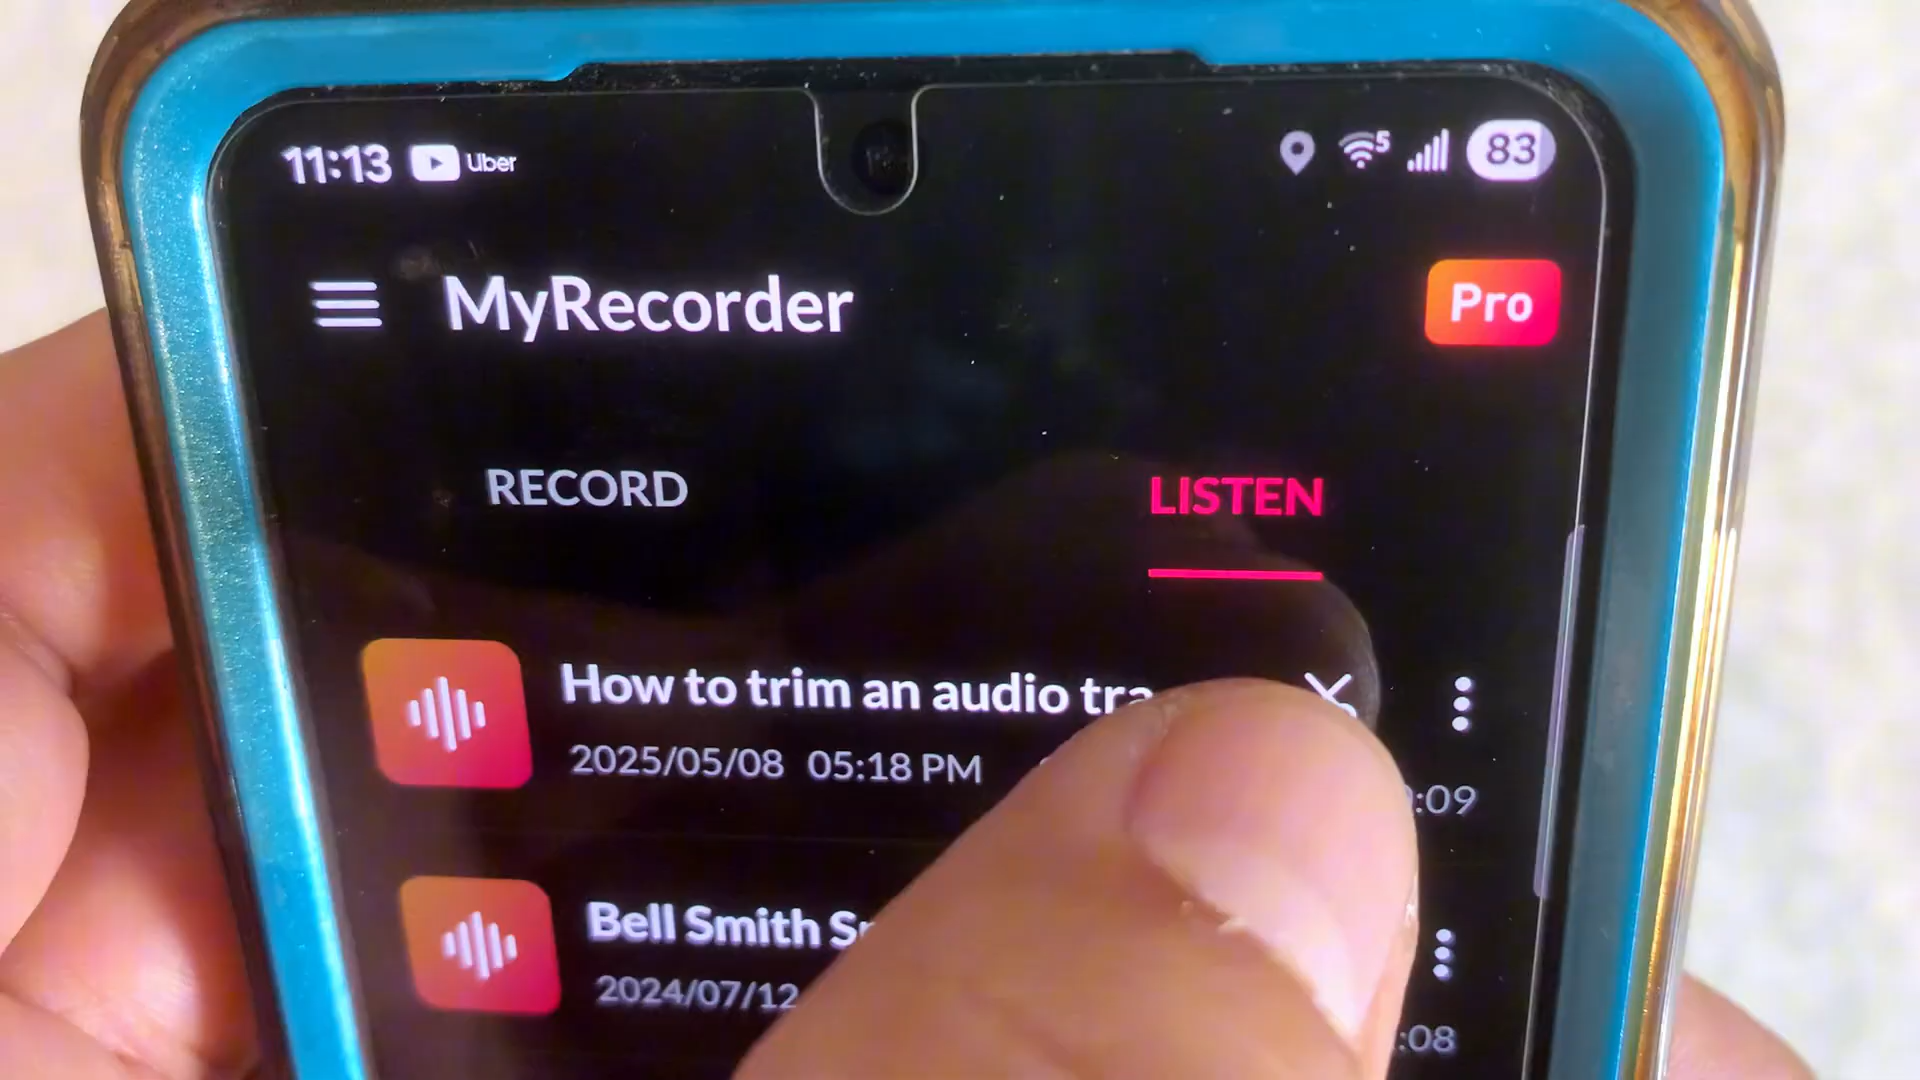 11:13 Uber 5 83
MyRecorder Pro
RECORD LISTEN
How to trim an audio
2025/05/08 05:18 PM :09
Bell Smith
2024/07/12 :08